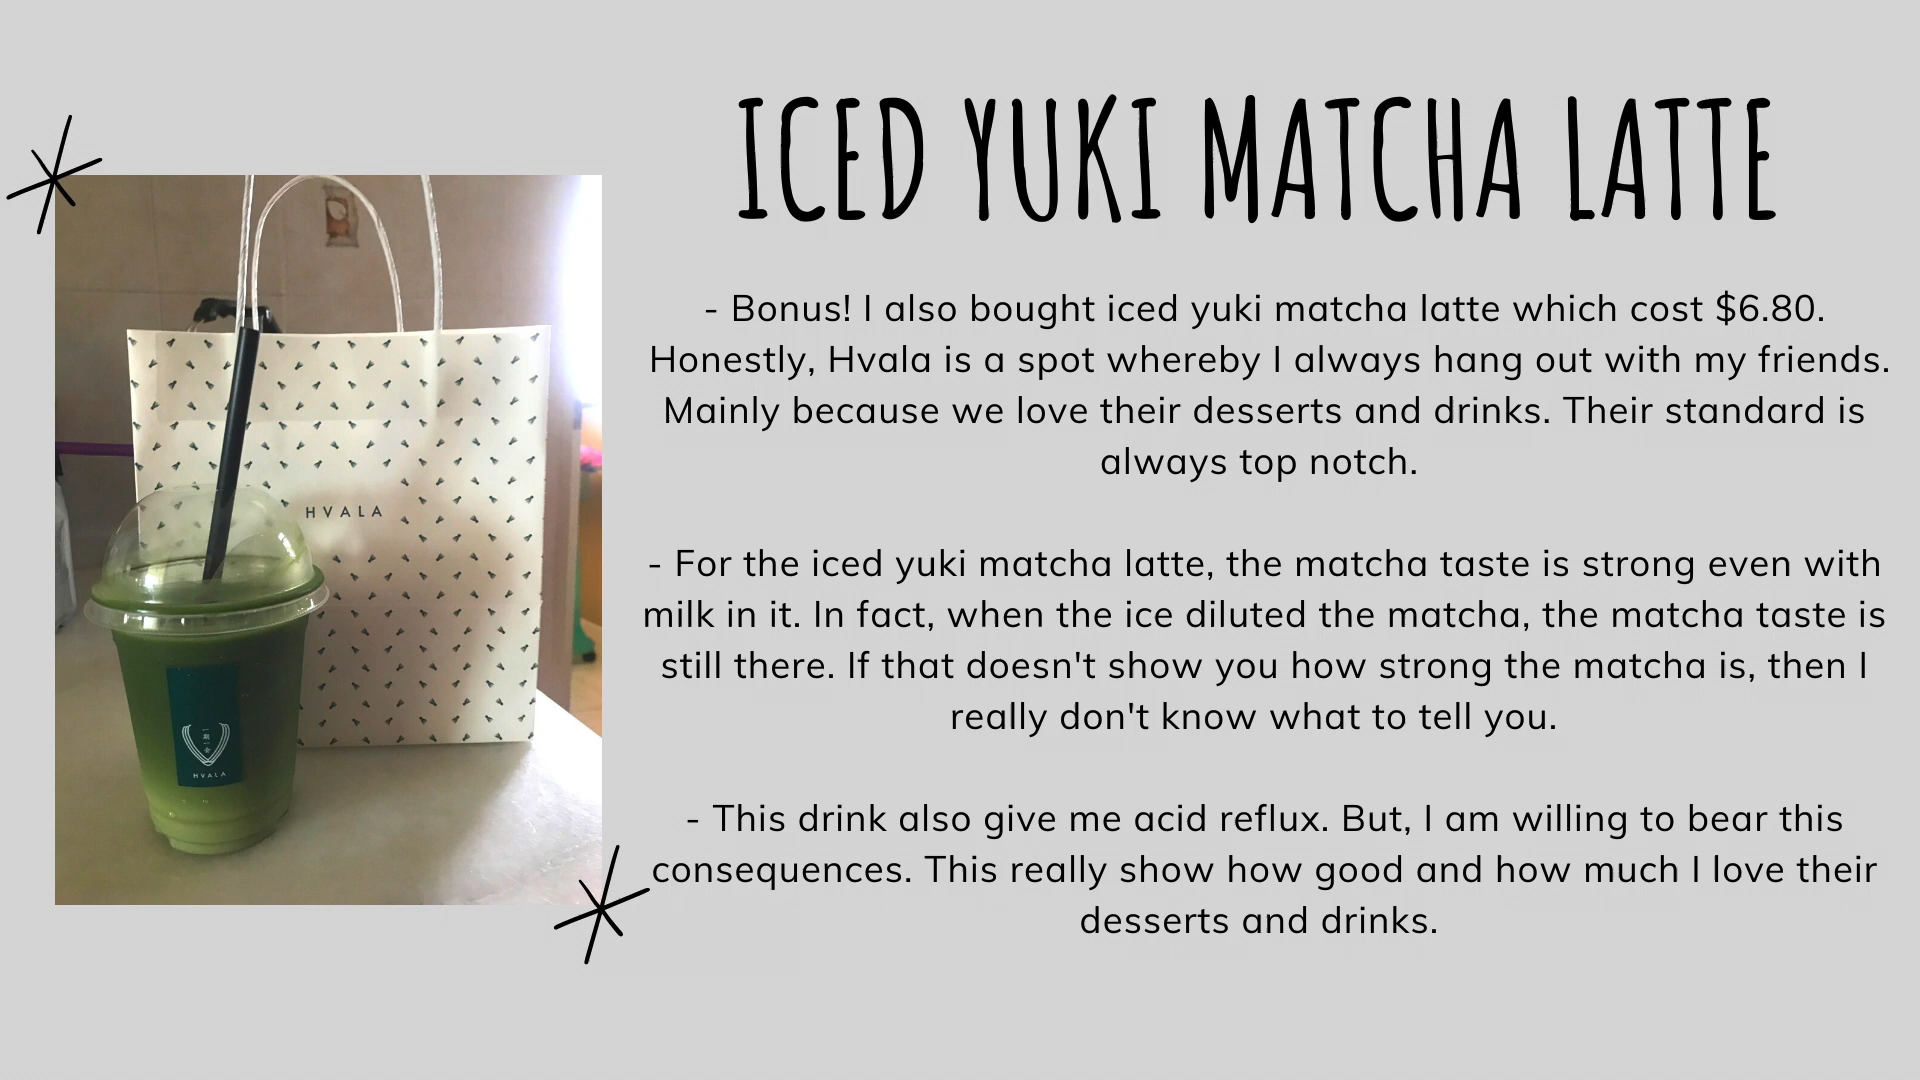 ICED YUKI MATCHA LATTE
- Bonus! I also bought iced yuki matcha latte which cost $6.80.
Honestly, Hvala is a spot whereby I always hang out with my friends.
Mainly because we love their desserts and drinks. Their standard is
always top notch.
- For the iced yuki matcha latte, the matcha taste is strong even with
milk in it. In fact, when the ice diluted the matcha, the matcha taste is
still there. If that doesn't show you how strong the matcha is, then I
really don't know what to tell you.
- This drink also give me acid reflux. But, I am willing to bear this
consequences. This really show how good and how much I love their
desserts and drinks.
HVALA
一期一会
HVALA